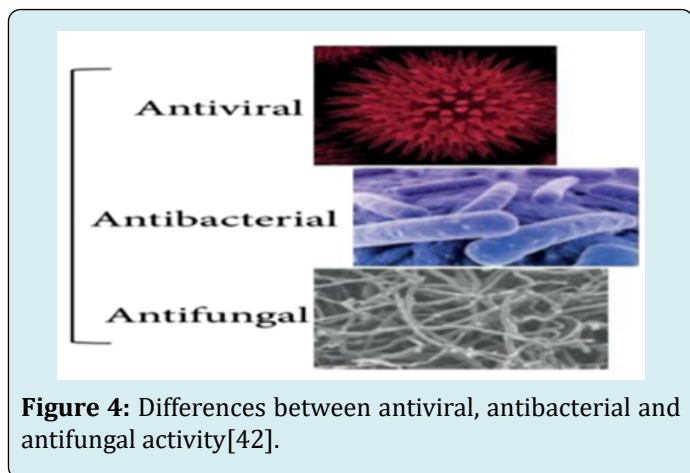 Antiviral
Antibacterial
Antifungal
Figure 4: Differences between antiviral, antibacterial and
antifungal activity[42].